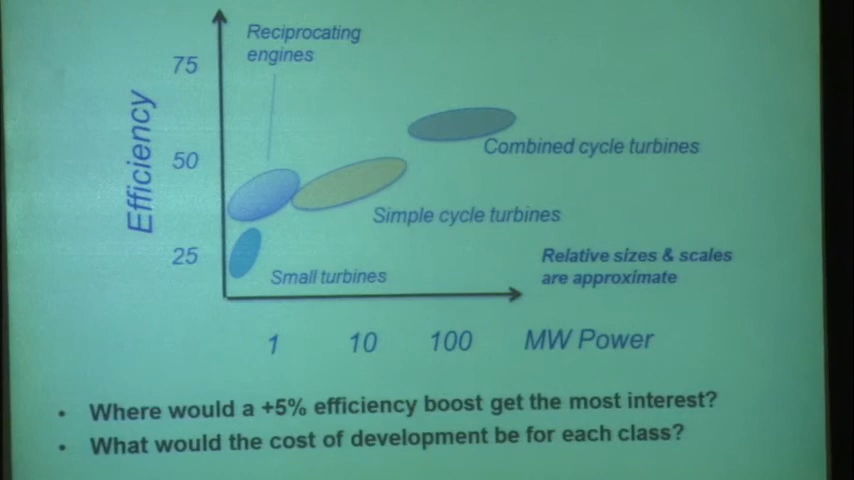 Reciprocating
engines
75
Efficiency
50
Combined cycle turbines
Simple cycle turbines
25
Relative sizes & scales
are approximate
Small turbines
1 10 100 MW Power
• Where would a +5% efficiency boost get the most interest?
• What would the cost of development be for each class?